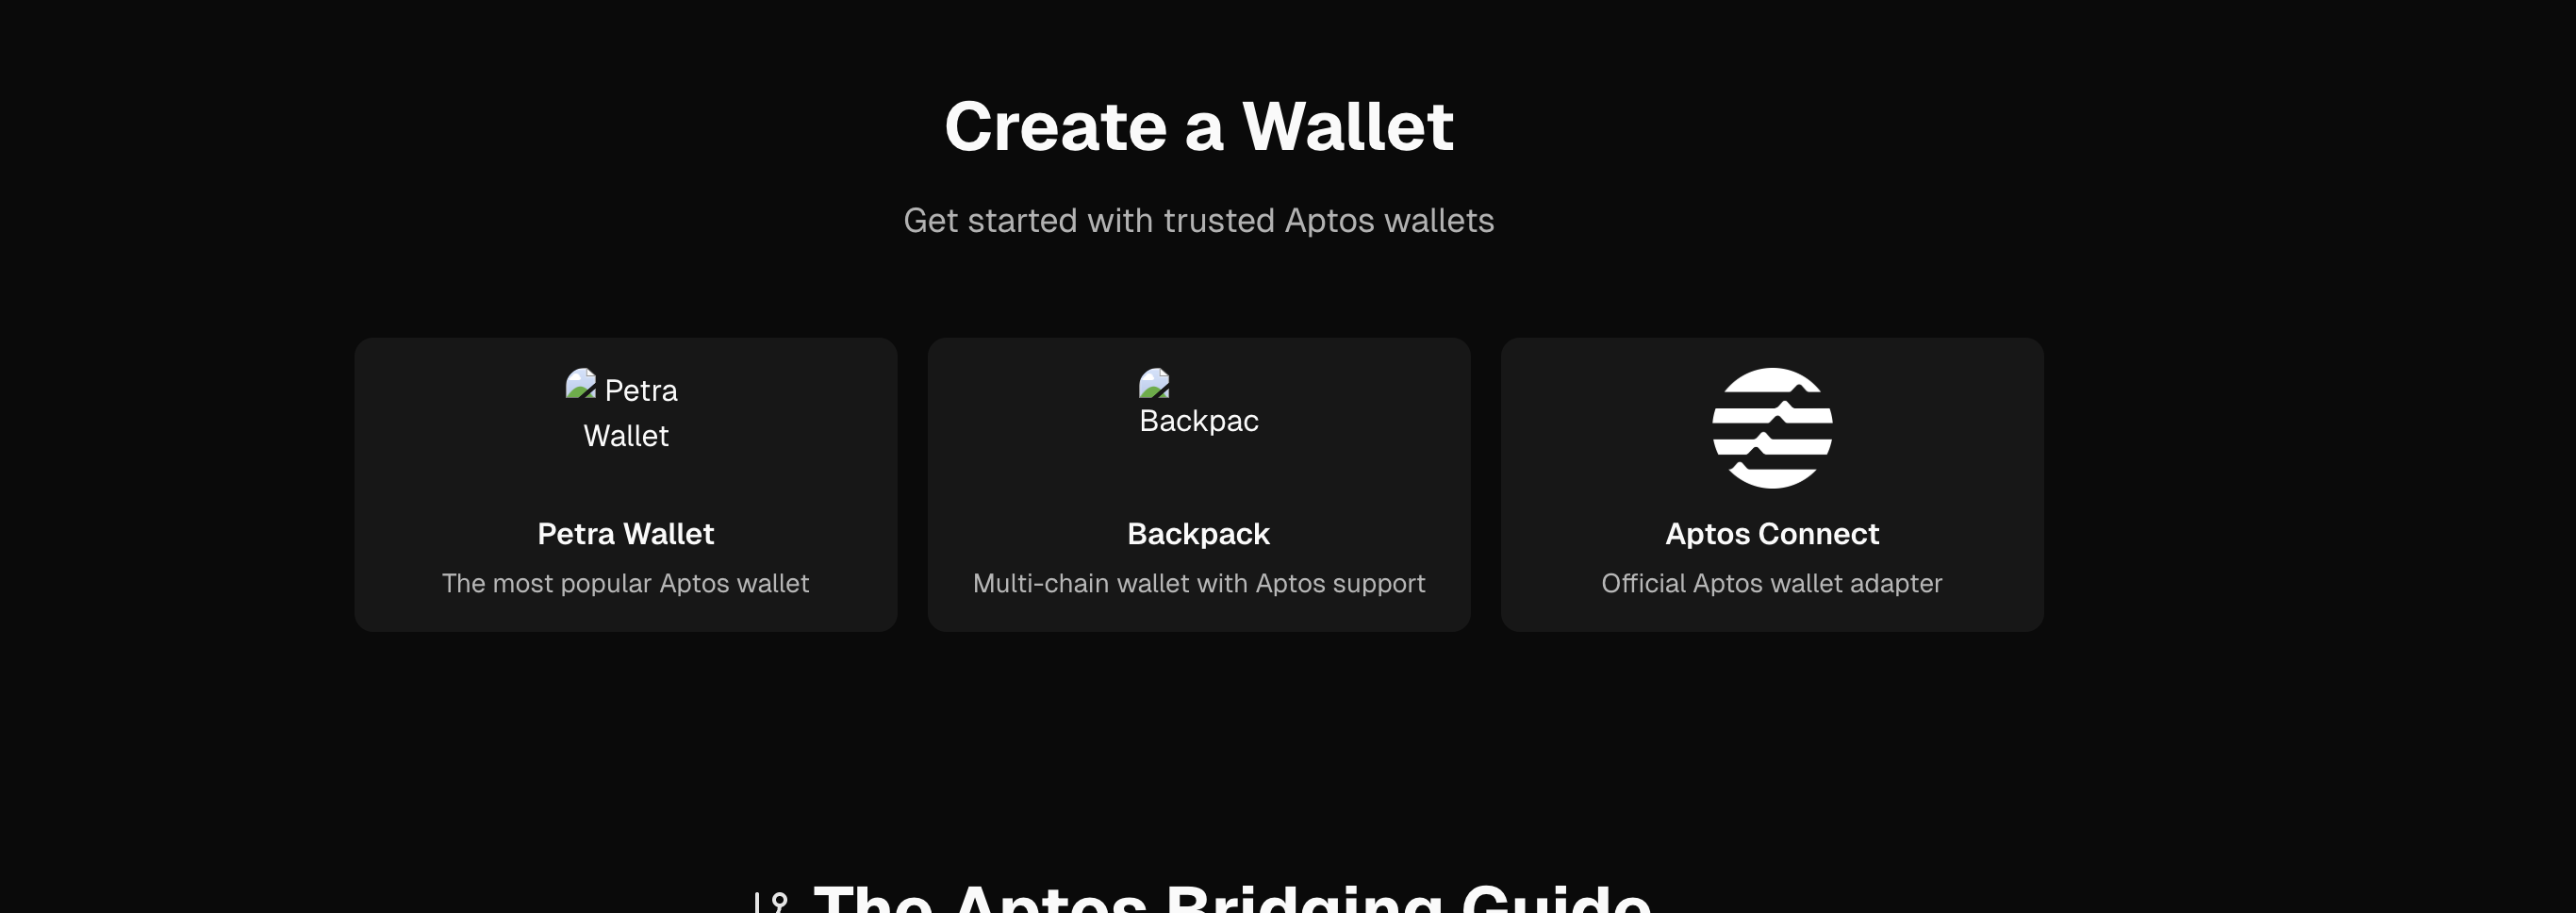 Create a Wallet
Get started with trusted Aptos wallets
Petra
Wallet
Petra Wallet
The most popular Aptos wallet
Backpac
Backpack
Multi-chain wallet with Aptos support
Aptos Connect
Official Aptos wallet adapter
The Aptos Bridging Guide